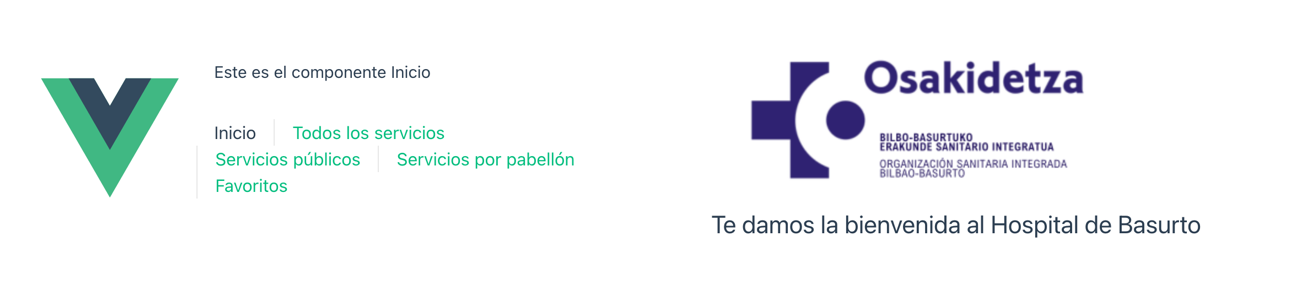 Este es el componente Inicio
Inicio
Todos los servicios
Servicios públicos
Servicios por pabellón
Favoritos
Osakidetza
BILBO-BASURTUKO
ERAKUNDE SANITARIO INTEGRATUA
ORGANIZACIÓN SANITARIA INTEGRADA
BILBAO-BASURTO
Te damos la bienvenida al Hospital de Basurto